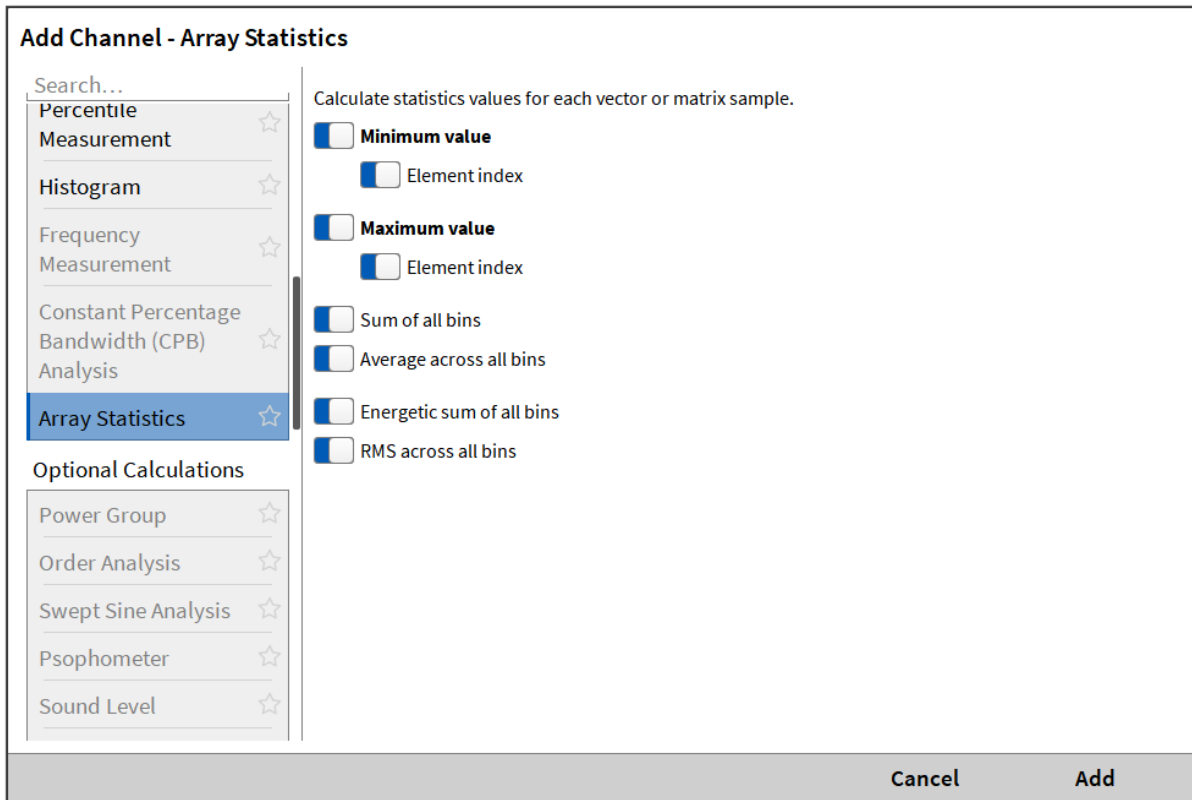 Add Channel - Array Statistics
Search...
Percentile
Measurement
Histogram
Frequency
Measurement
Constant Percentage
Bandwidth (CPB)
Analysis
Array Statistics
Optional Calculations
Power Group
Order Analysis
Swept Sine Analysis
Psophometer
Sound Level
Calculate statistics values for each vector or matrix sample.
Minimum value
Element index
Maximum value
Element index
Sum of all bins
Average across all bins
Energetic sum of all bins
RMS across all bins
Cancel
Add